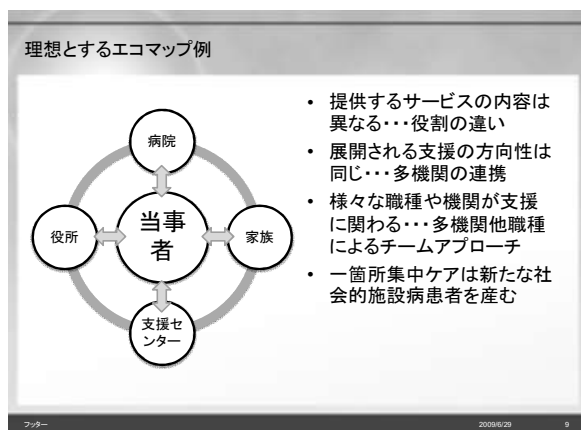 理想とするエコマップ例
病院
当事
者
役所
家族
支援セ
ンター
• 提供するサービスの内容は
異なる・・・役割の違い
• 展開される支援の方向性は
同じ・・・多機関の連携
• 様々な職種や機関が支援
に関わる・・・多機関他職種
によるチームアプローチ
• 一箇所集中ケアは新たな社
会的施設病患者を産む
フッター
2009/6/29
9